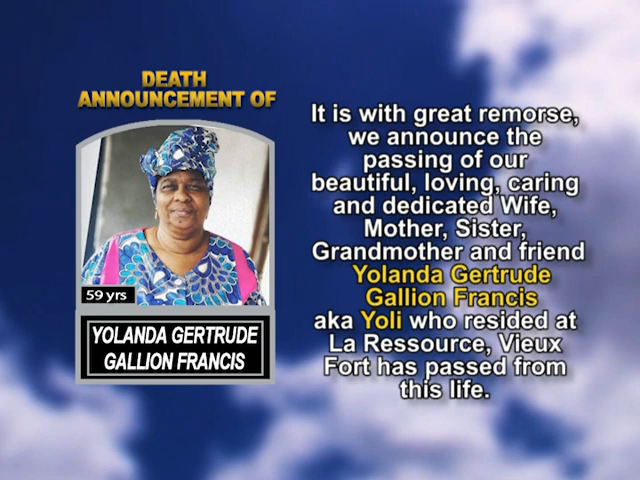 DEATH
ANNOUNCEMENT OF
59 yrs
YOLANDA GERTRUDE
GALLION FRANCIS
It is with great remorse,
we announce the
passing of our
beautiful, loving, caring
and dedicated Wife,
Mother, Sister,
Grandmother and friend
Yolanda Gertrude
Gallion Francis
aka Yoli who resided at
La Ressource, Vieux
Fort has passed from
this life.